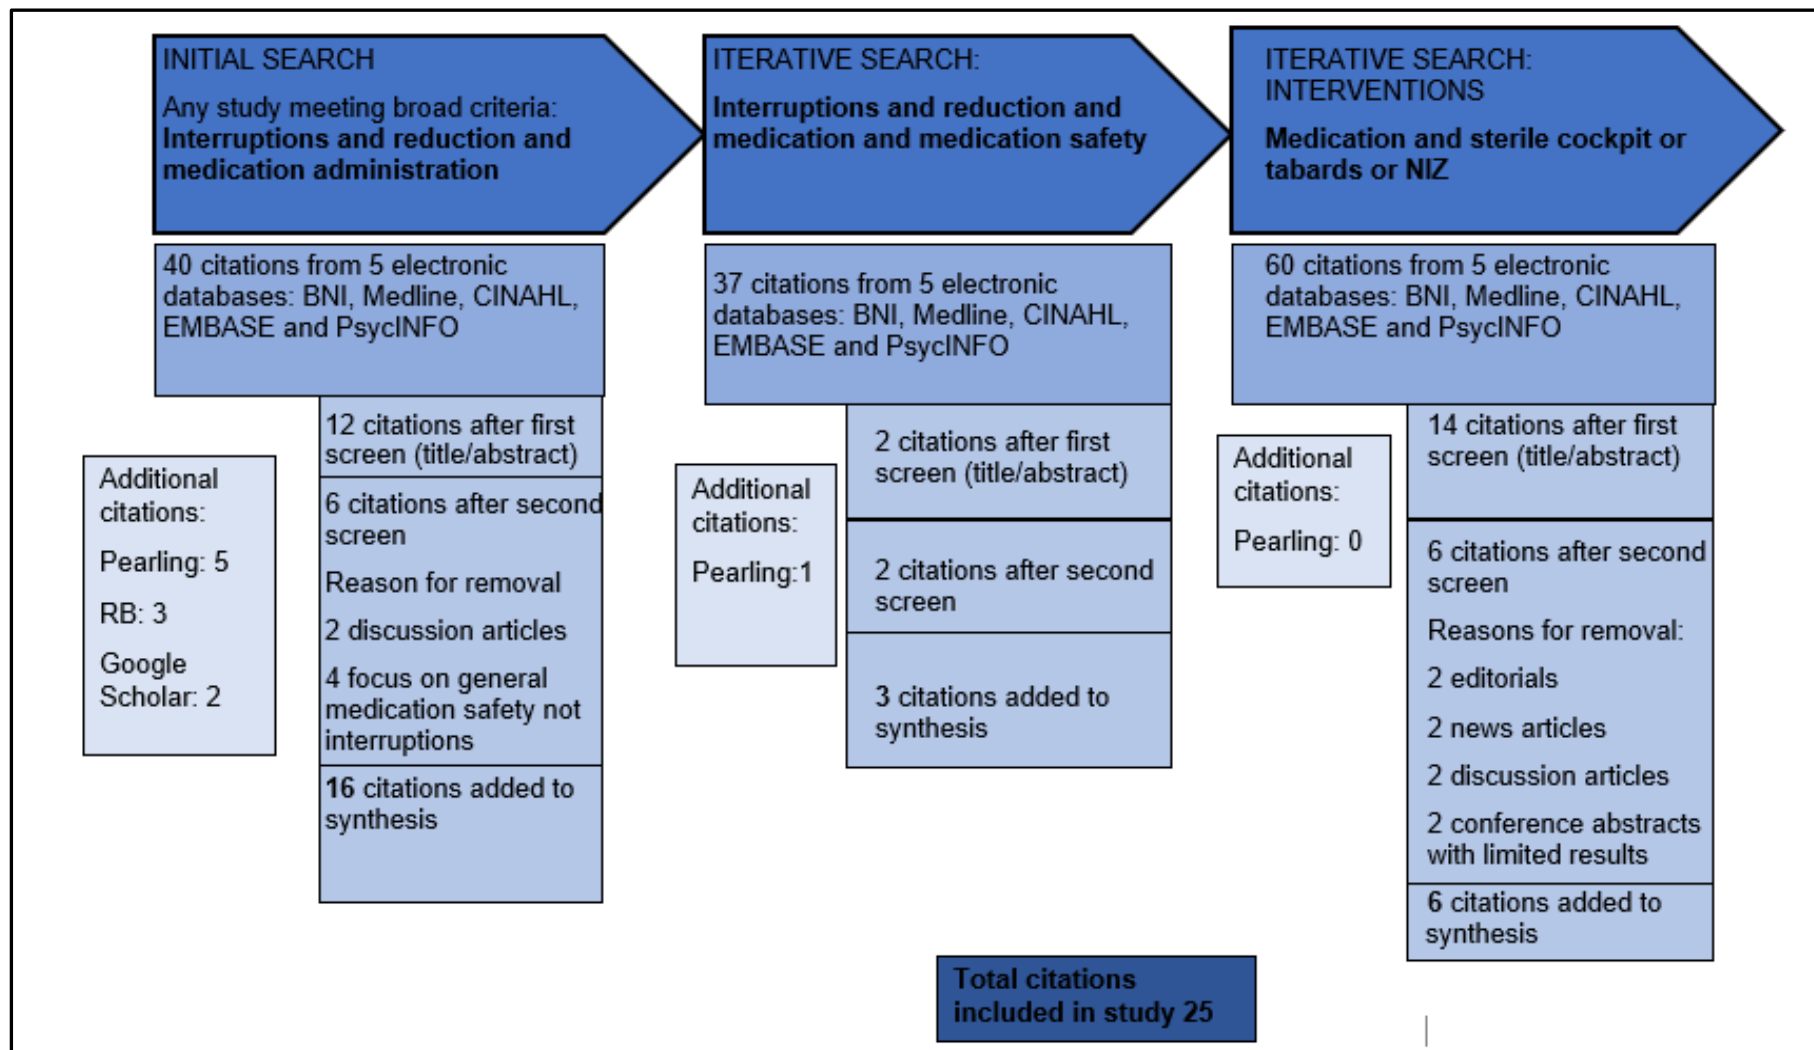 INITIAL SEARCH
Any study meeting broad criteria:
Interruptions and reduction and
medication administration
40 citations from 5 electronic
databases: BNI, Medline, CINAHL,
EMBASE and PsycINFO
12 citations after first
screen (title/abstract)
6 citations after second
screen
Reason for removal
2 discussion articles
4 focus on general
medication safety not
interruptions
16 citations added to
synthesis
Additional
citations:
Pearling: 5
RB: 3
Google
Scholar: 2
ITERATIVE SEARCH:
Interruptions and reduction and
medication and medication safety
37 citations from 5 electronic
databases: BNI, Medline, CINAHL,
EMBASE and PsycINFO
2 citations after first
screen (title/abstract)
2 citations after second
screen
3 citations added to
synthesis
Additional
citations:
Pearling:1
ITERATIVE SEARCH:
INTERVENTIONS
Medication and sterile cockpit or
tabards or NIZ
60 citations from 5 electronic
databases: BNI, Medline, CINAHL,
EMBASE and PsycINFO
14 citations after first
screen (title/abstract)
6 citations after second
screen
Reasons for removal:
2 editorials
2 news articles
2 discussion articles
2 conference abstracts
with limited results
6 citations added to
synthesis
Additional
citations:
Pearling: 0
Total citations
included in study 25